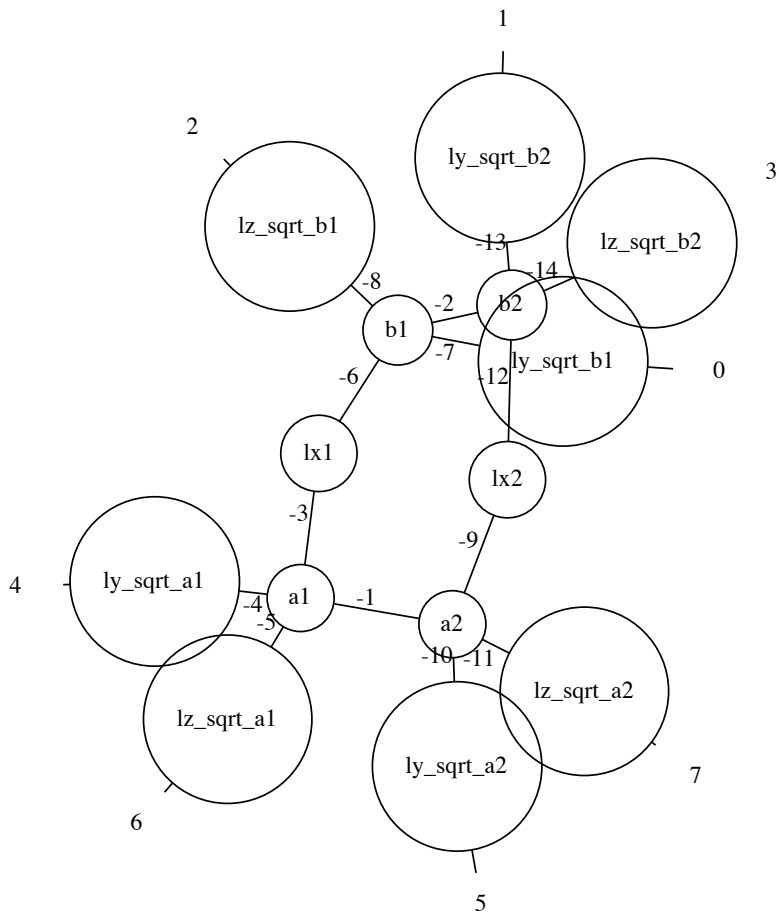 1
2
ly_sqrt_b2
3
lz_sqrt_b1
lz_sqrt_b2
-13
-14
-8
-2
b2
b1
-7
ly_sqrt_b1
0
-12
-6
lx1
lx2
-3
-9
4
ly_sqrt_a1
-4
a1
-1
-5
a2
-10
-11
lz_sqrt_a2
lz_sqrt_a1
ly_sqrt_a2
7
6
5